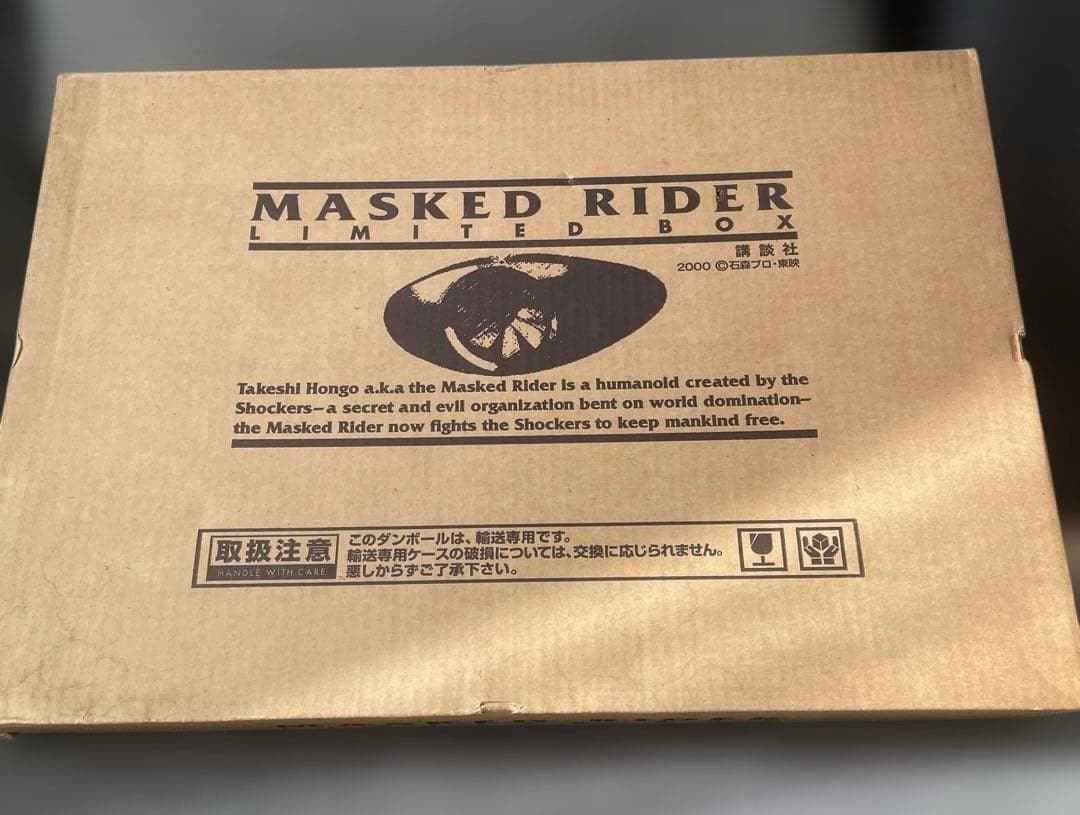 MASKED RIDER
LIMITED BOX
講談社
2000 ©石森プロ・東映
Takeshi Hongo a.k.a the Masked Rider is a humanoid created by the
Shockers—a secret and evil organization bent on world domination—
the Masked Rider now fights the Shockers to keep mankind free.
取扱注意
HANDLE WITH CARE
このダンボールは、輸送専用です。
輸送専用ケースの破損については、交換に応じられません。
悪しからずご了承下さい。